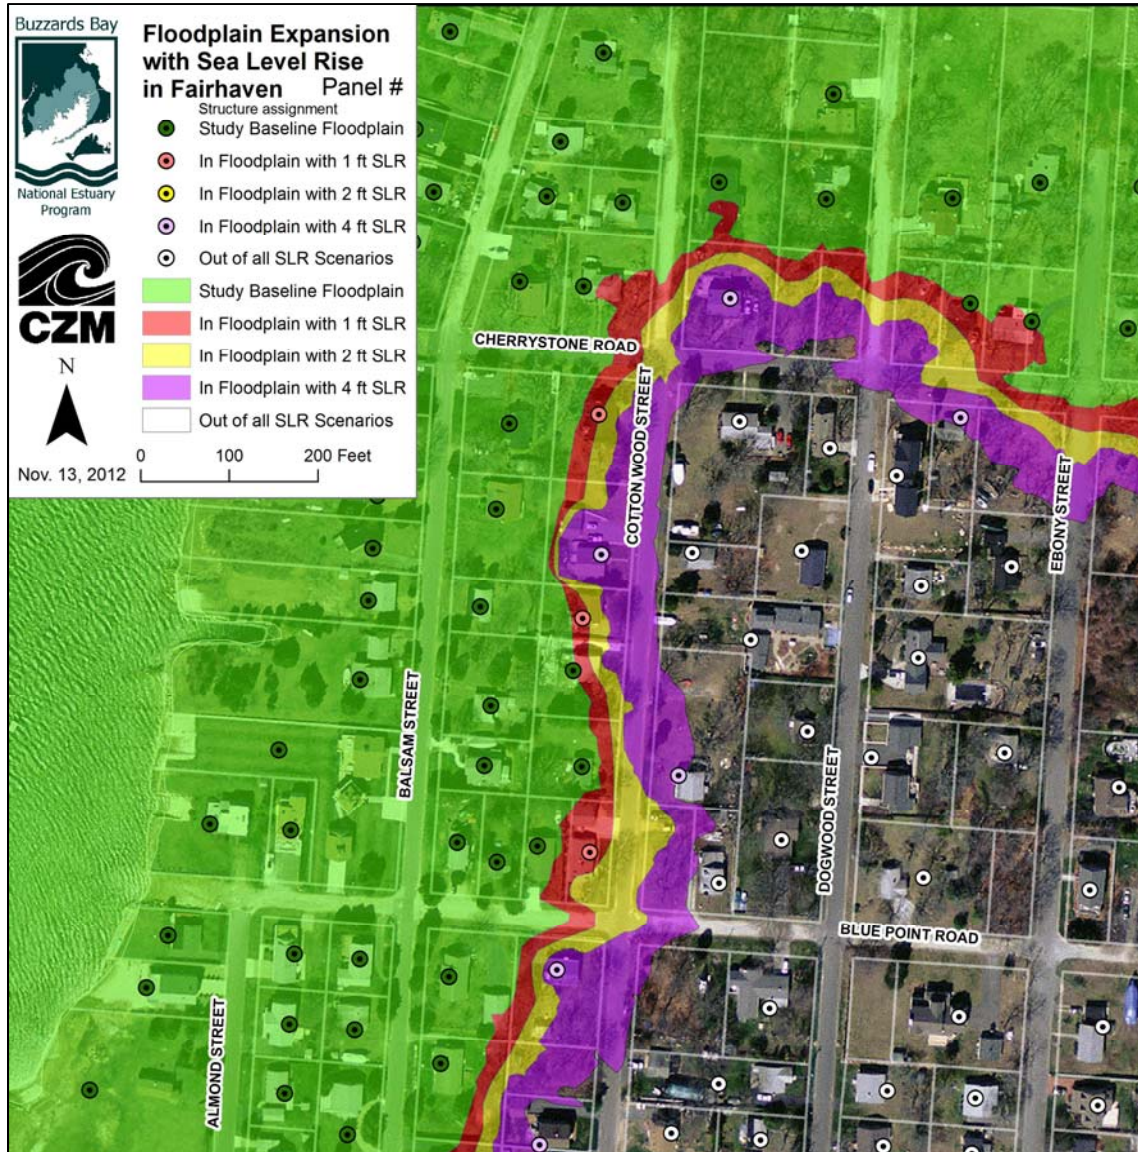 Buzzards Bay
National Estuary
Program
CZM
N
Nov. 13, 2012
Floodplain Expansion
with Sea Level Rise
in Fairhaven Panel #
Structure assignment
Study Baseline Floodplain
In Floodplain with 1 ft SLR
In Floodplain with 2 ft SLR
In Floodplain with 4 ft SLR
Out of all SLR Scenarios
Study Baseline Floodplain
In Floodplain with 1 ft SLR
In Floodplain with 2 ft SLR
In Floodplain with 4 ft SLR
Out of all SLR Scenarios
0 100 200 Feet
CHERRYSTONE ROAD
COTTON WOOD STREET
EBONY STREET
BALSAM STREET
DOGWOOD STREET
BLUE POINT ROAD
ALMOND STREET